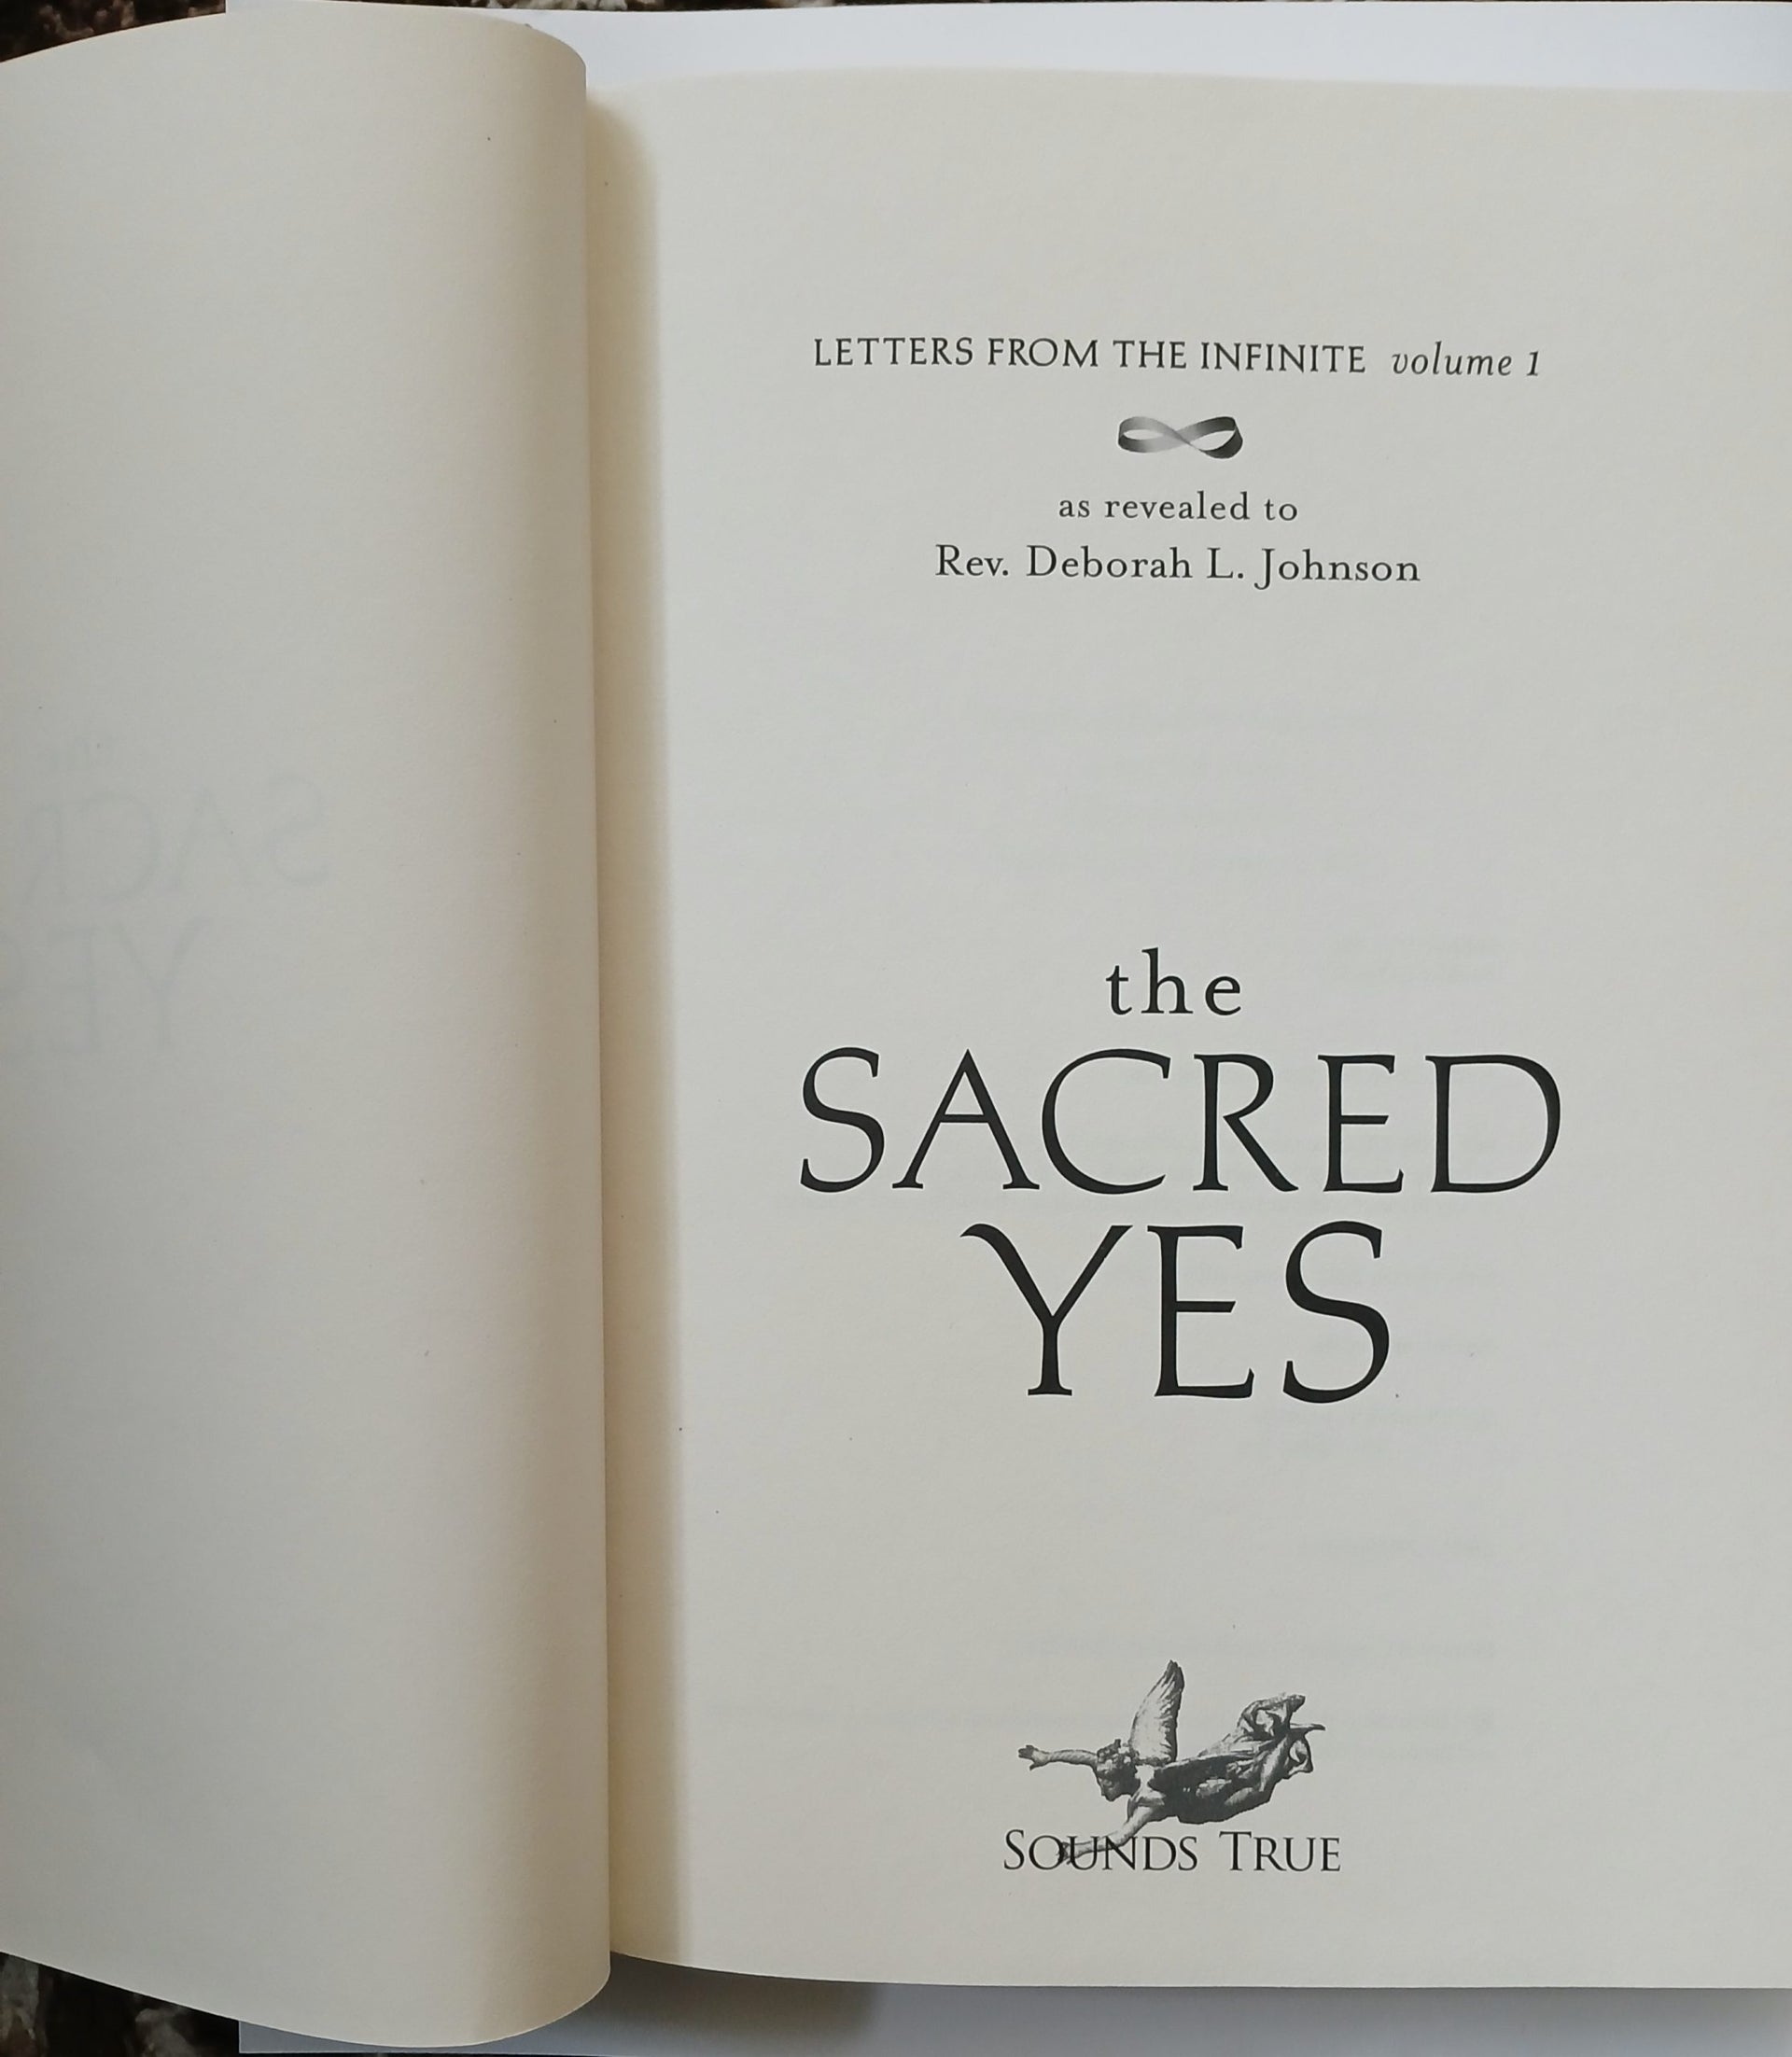 LETTERS FROM THE INFINITE volume 1
as revealed to
Rev. Deborah L. Johnson
the
SACRED
YES
SOUNDS TRUE